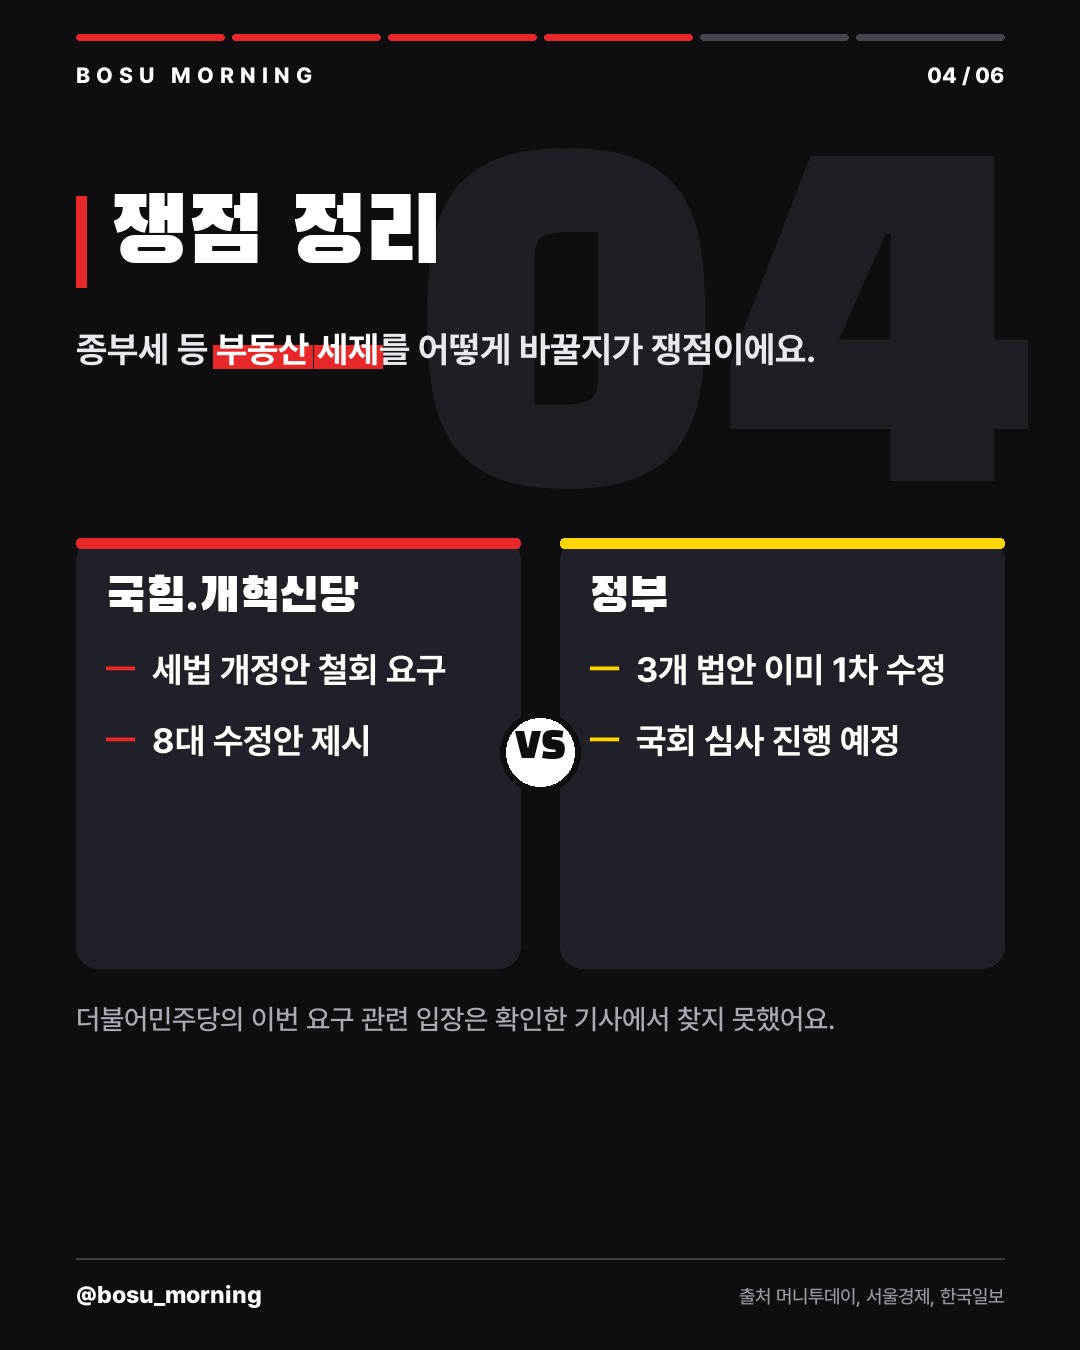 BOSU MORNING
04 / 06
04
쟁점 정리
종부세 등 부동산 세제를 어떻게 바꿀지가 쟁점이에요.
국힘.개혁신당
— 세법 개정안 철회 요구
— 8대 수정안 제시
VS
정부
— 3개 법안 이미 1차 수정
— 국회 심사 진행 예정
더불어민주당의 이번 요구 관련 입장은 확인한 기사에서 찾지 못했어요.
@bosu_morning
출처 머니투데이, 서울경제, 한국일보